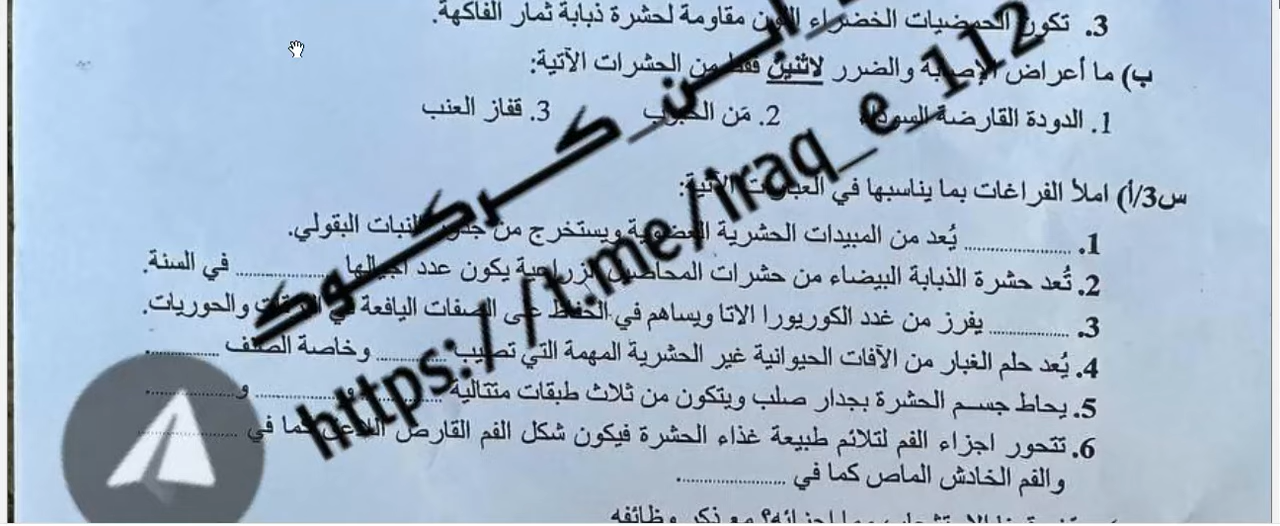 3. تكون الحمضيات الخضراء اللون مقاومة لحشرة ذبابة ثمار الفاكهة.
ب) ما أعراض الإصابة والضرر لاثنين فقط من الحشرات الآتية:
1. الدودة القارضة السوداء 2. مَن الحبوب 3. قفاز العنب
س3/أ) املأ الفراغات بما يناسبها في العبارات الآتية:
1. .................... يُعد من المبيدات الحشرية العضوية ويستخرج من جذور النبات البقولي.
2. تُعد حشرة الذبابة البيضاء من حشرات المحاصيل الزراعية يكون عدد اجيالها ................ في السنة.
3. ................ يفرز من غدد الكوريورا الاتا ويساهم في الحفاظ على الصفات اليافعة في اليرقات والحوريات.
4. يُعد حلم الغبار من الآفات الحيوانية غير الحشرية المهمة التي تصيب ............ وخاصة الصنف ............
5. يحاط جسم الحشرة بجدار صلب ويتكون من ثلاث طبقات متتالية ............ و ................ و ................
6. تتحور اجزاء الفم لتلائم طبيعة غذاء الحشرة فيكون شكل الفم القارض اللاعق كما في ................
والفم الخادش الماص كما في ....................
كركوك
https://t.me/iraq_e_112